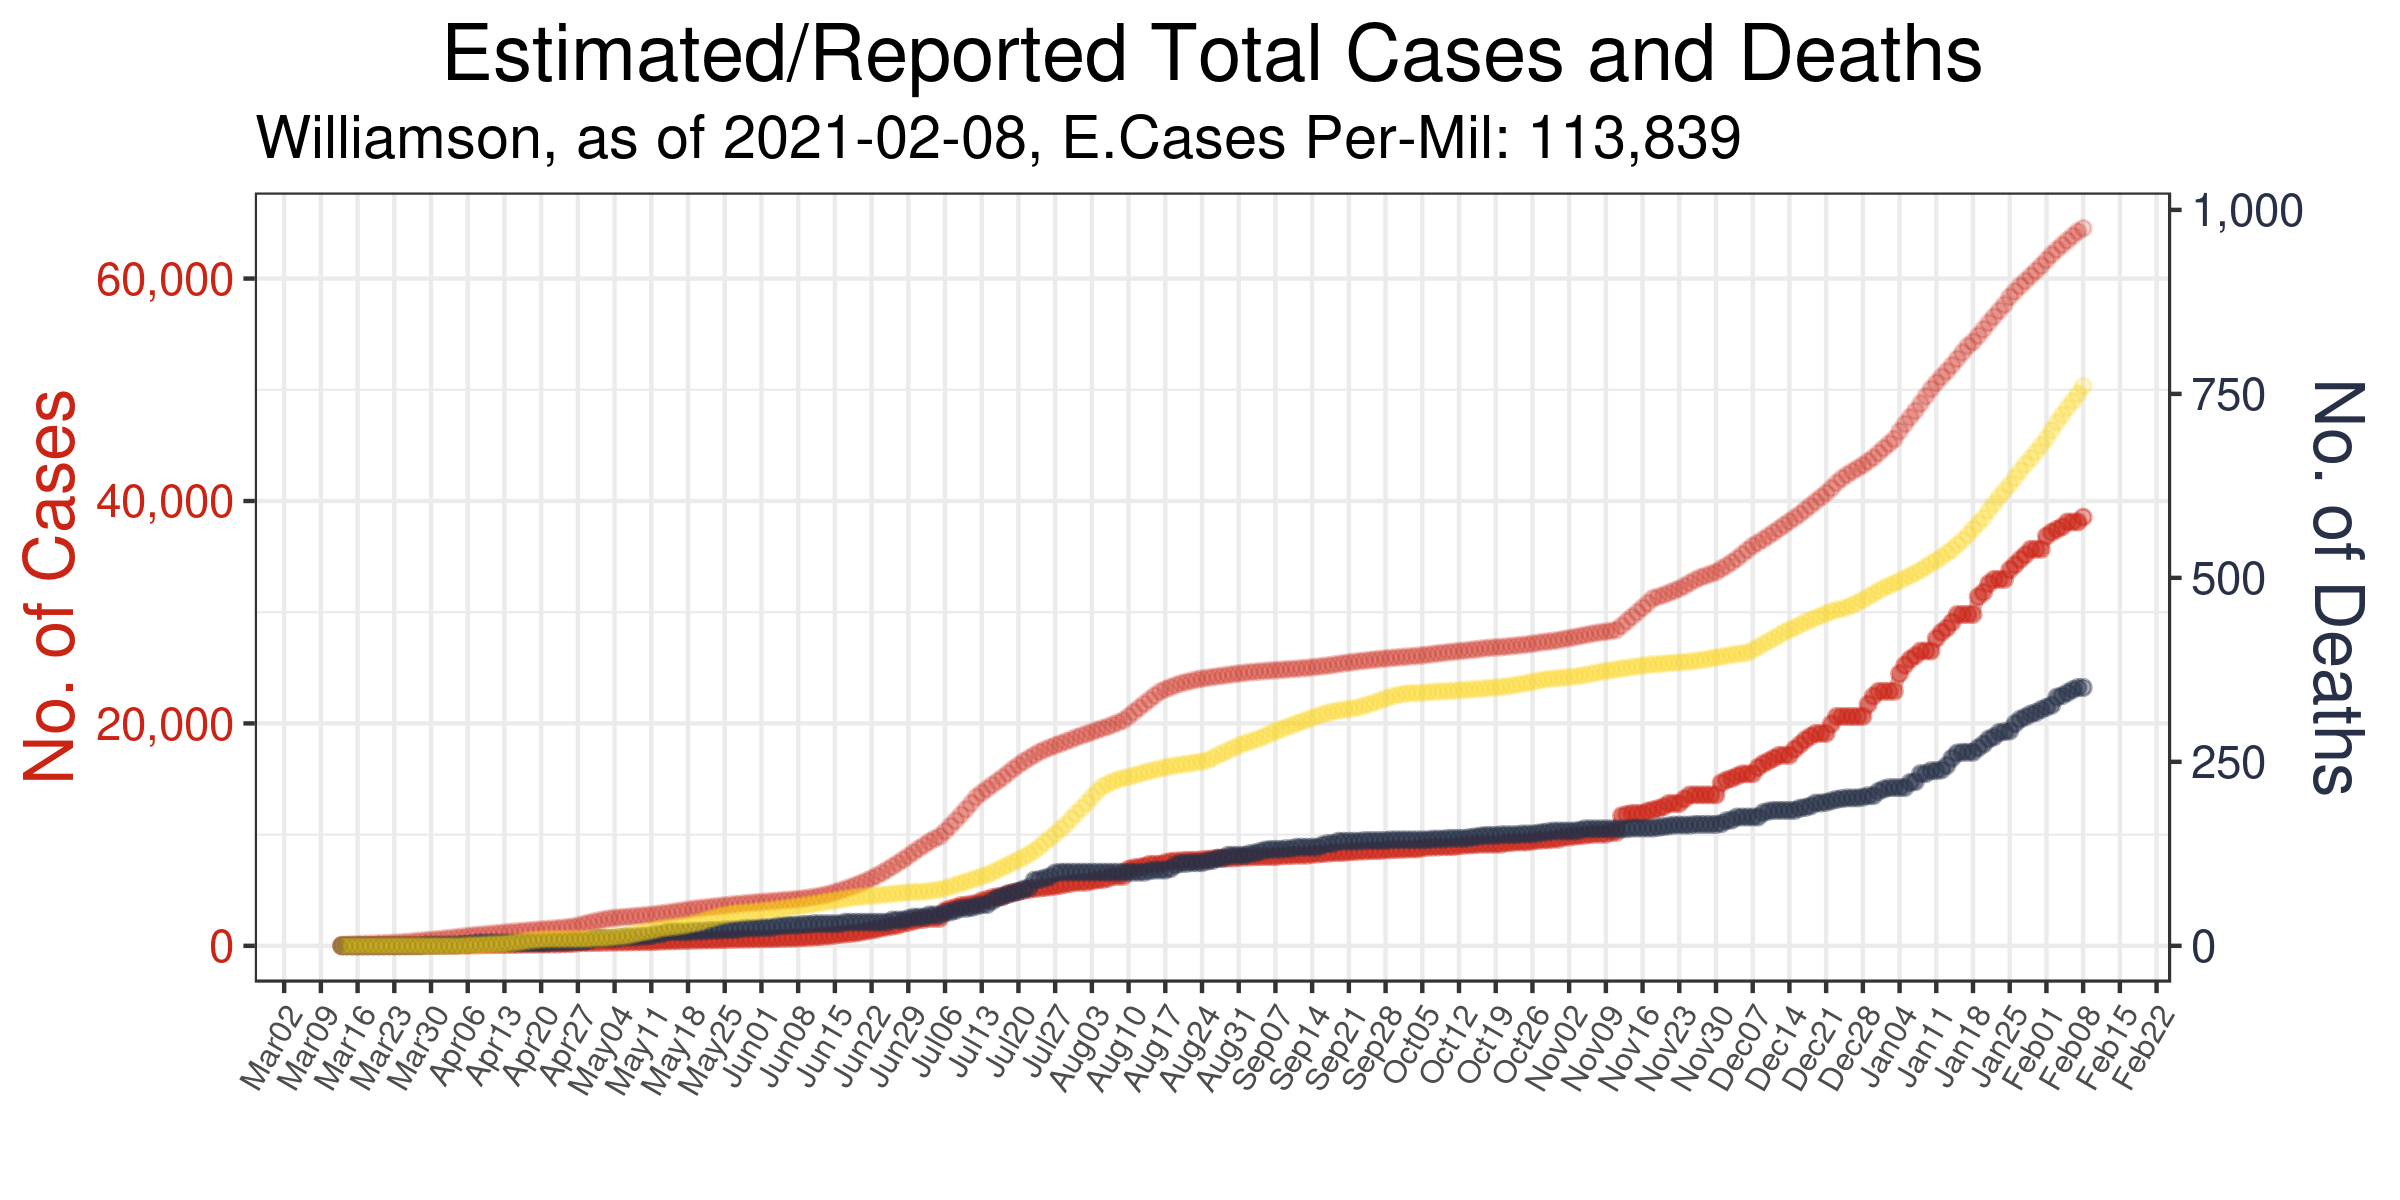 Estimated/Reported Total Cases and Deaths
Williamson, as of 2021-02-08, E.Cases Per-Mil: 113,839
No. of Cases
60,000
40,000
20,000
0
1,000
750
500
250
0
No. of Deaths
Mar02
Mar09
Mar16
Mar23
Mar30
Apr06
Apr13
Apr20
Apr27
May04
May11
May18
May25
Jun01
Jun08
Jun15
Jun22
Jun29
Jul06
Jul13
Jul20
Jul27
Aug03
Aug10
Aug17
Aug24
Aug31
Sep07
Sep14
Sep21
Sep28
Oct05
Oct12
Oct19
Oct26
Nov02
Nov09
Nov16
Nov23
Nov30
Dec07
Dec14
Dec21
Dec28
Jan04
Jan11
Jan18
Jan25
Feb01
Feb08
Feb15
Feb22